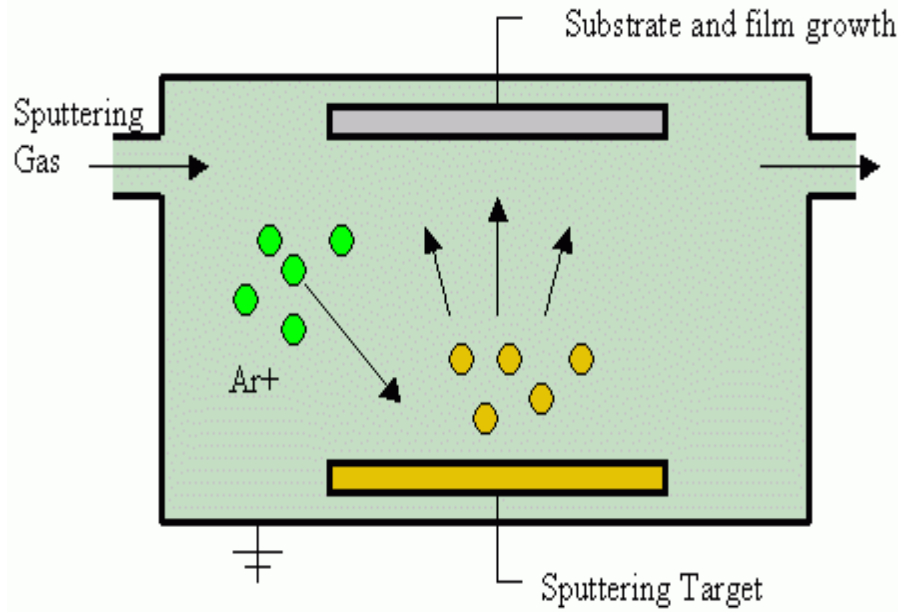 Substrate and film growth
Sputtering
Gas
Ar+
Sputtering Target